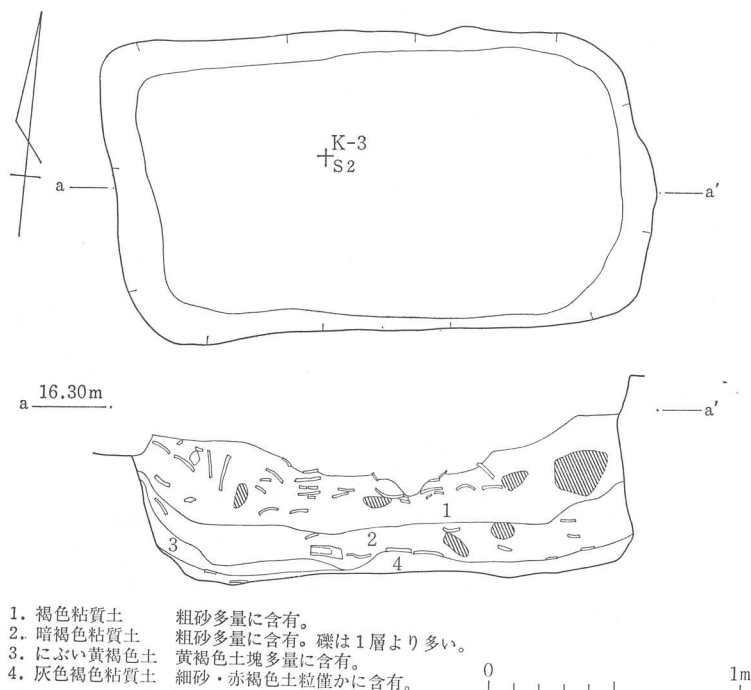 K-3
S2
a
a'
16.30m
a
a'
1
2
3
4
1. 褐色粘質土 粗砂多量に含有。
2. 暗褐色粘質土 粗砂多量に含有。礫は1層より多い。
3. にぶい黄褐色土 黄褐色土塊多量に含有。
4. 灰色褐色粘質土 細砂・赤褐色土粒僅かに含有。
0
1m